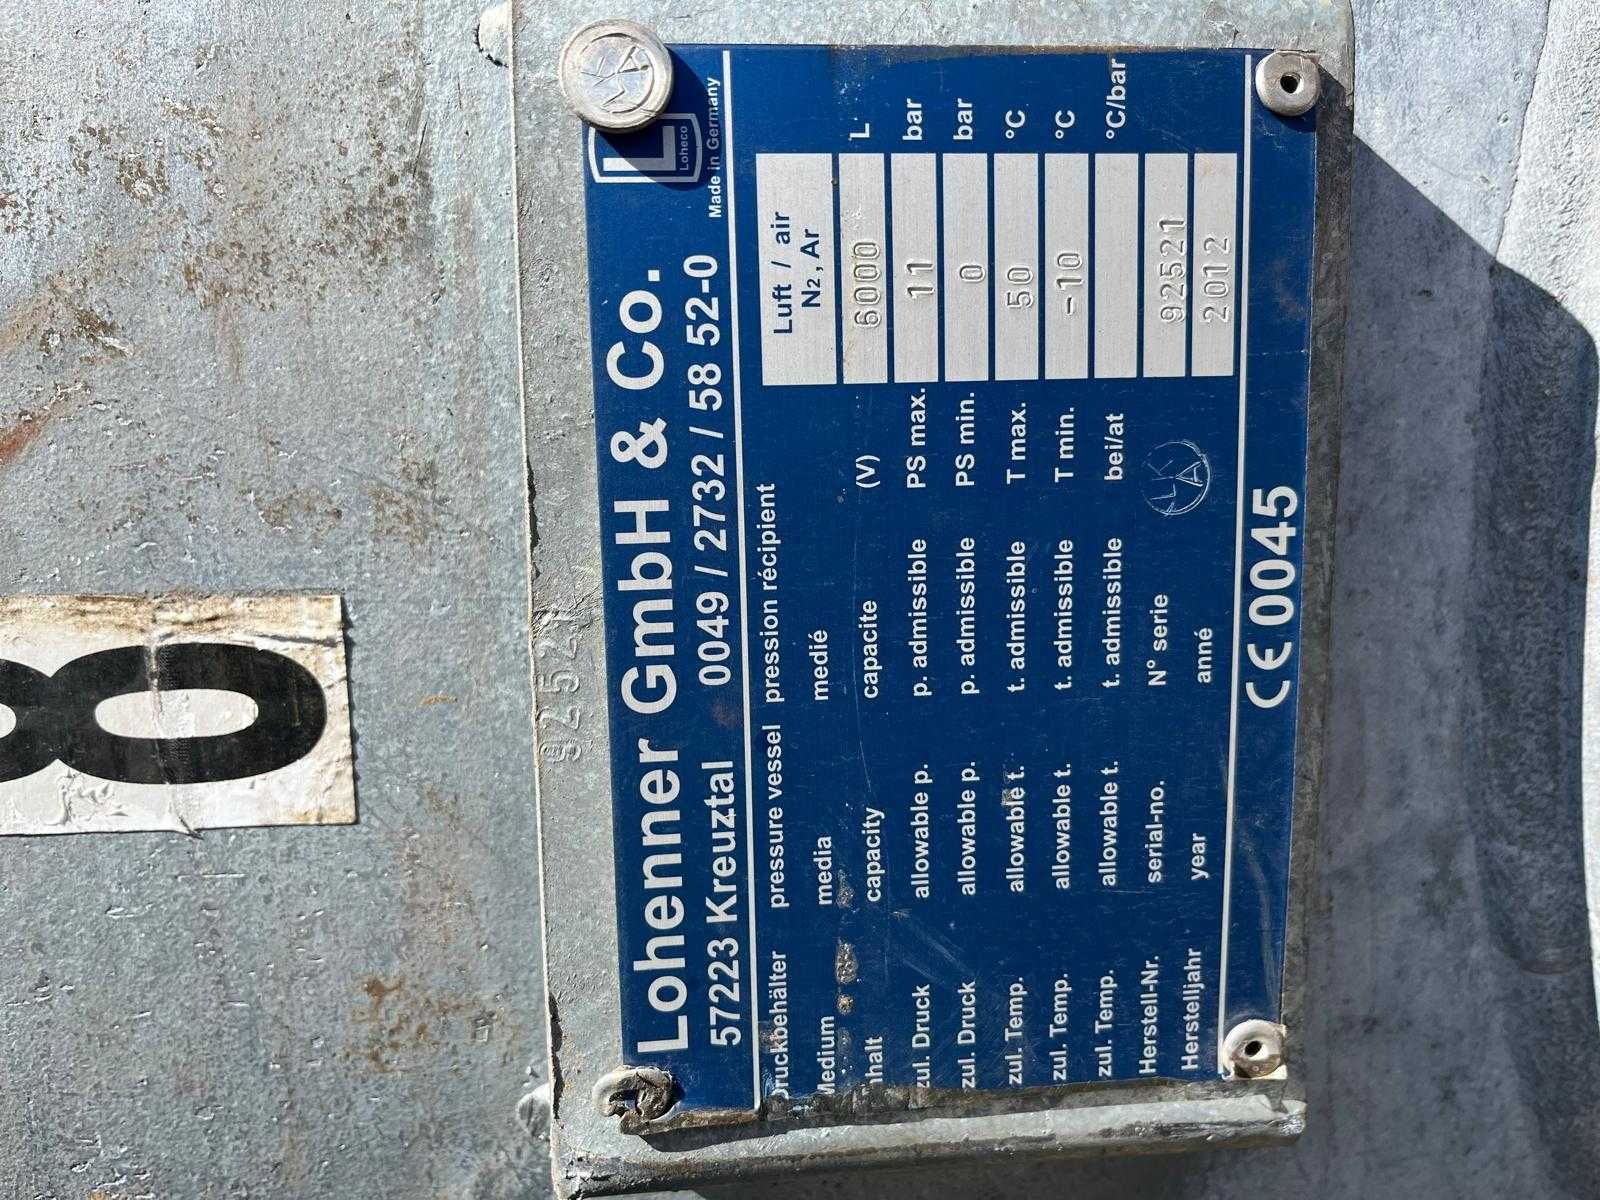 Lohenner GmbH & Co.
57223 Kreuztal 0049 / 2732 / 58 52-0
L
Loheco
Made in Germany
Druckbehälter pressure vessel pression récipient
Medium media medié Luft / air N2, Ar
Inhalt capacity capacite (V) 6000 L
zul. Druck allowable p. p. admissible PS max. 11 bar
zul. Druck allowable p. p. admissible PS min. 0 bar
zul. Temp. allowable t. t. admissible T max. 50 °C
zul. Temp. allowable t. t. admissible T min. -10 °C
zul. Temp. allowable t. t. admissible bei/at °C/bar
Herstell-Nr. serial-no. N° serie 92521
Herstelljahr year anné 2012
CE 0045